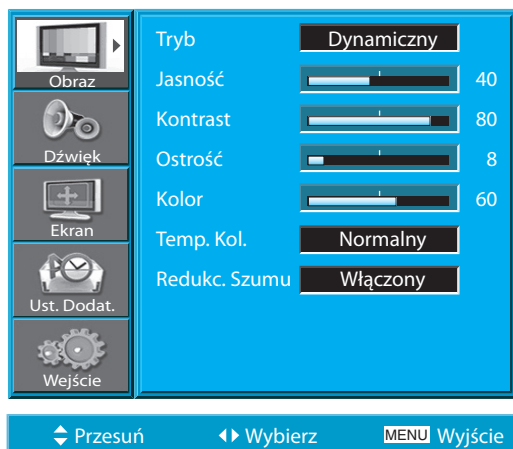 Obraz
Dźwięk
Ekran
Ust. Dodat.
Wejście
Tryb Dynamiczny
Jasność 40
Kontrast 80
Ostrość 8
Kolor 60
Temp. Kol. Normalny
Redukc. Szumu Włączony
Przesuń Wybierz MENU Wyjście